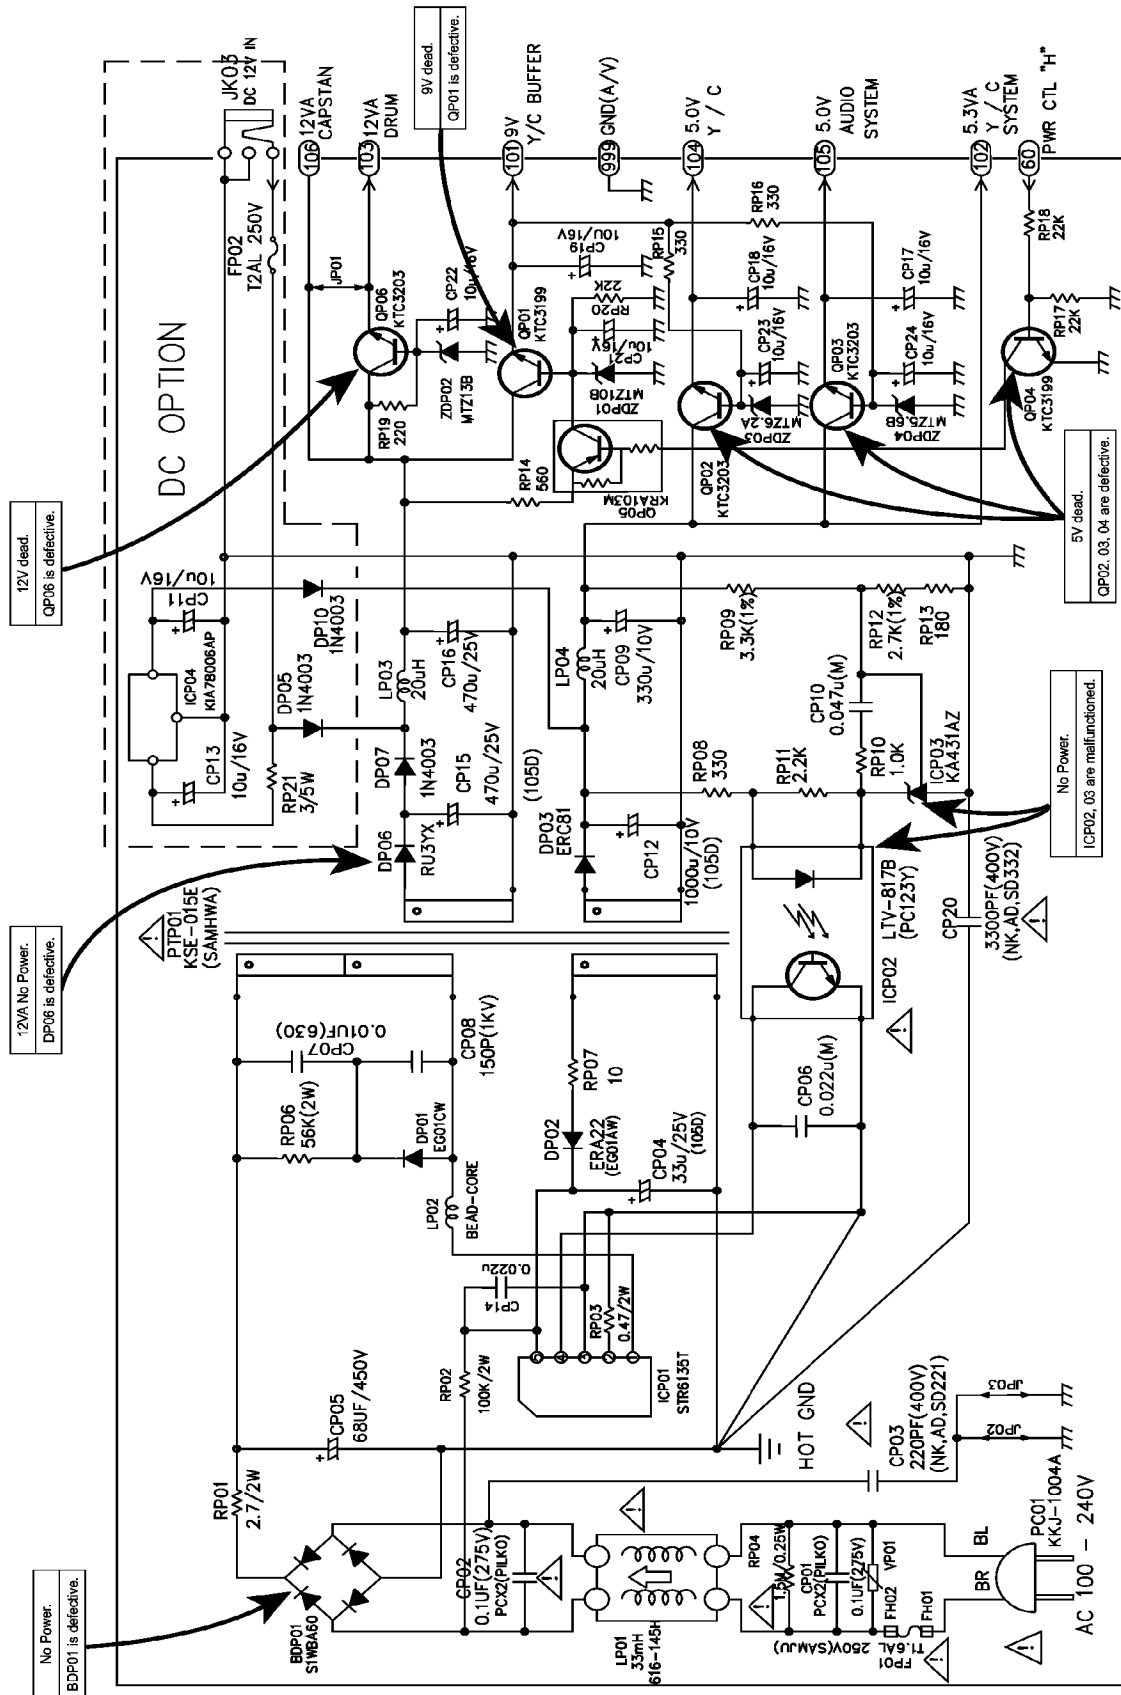 No Power.
BDP01 is defective.
12VA No Power.
DP06 is defective.
12V dead.
QP06 is defective.
9V dead.
QP01 is defective.
5V dead.
QP02, 03, 04 are defective.
No Power.
ICP02, 03 are malfunctioned.
DC OPTION
JK03
DC 12V IN
FP02
T2AL 250V
CP11
10u/16V
ICP04
KIA78006AP
CP13
10u/16V
RP21
3/5W
DP05
1N4003
DP10
1N4003
106
12VA
CAPSTAN
103
12VA
DRUM
101
9V
Y/C BUFFER
999
GND(A/V)
104
5.0V
Y / C
105
5.0V
AUDIO
SYSTEM
102
5.3VA
Y / C
SYSTEM
60
PWR CTL "H"
JP01
QP06
KTC3203
RP19
220
CP22
10u/16V
ZDP02
MTZ13B
QP01
KTC3199
CP19
10U/16V
RP20
22K
CP21
10u/16V
ZDP01
MTZ10B
RP15
330
RP16
330
RP14
560
QP05
KRA103M
QP02
KTC3203
CP18
10u/16V
CP23
10u/16V
ZDP03
MTZ6.2A
QP03
KTC3203
CP17
10u/16V
CP24
10u/16V
ZDP04
MTZ5.6B
QP04
KTC3199
RP18
22K
RP17
22K
PTP01
KSE-015E
(SAMHWA)
DP06
RU3YX
DP07
1N4003
CP15
470u/25V
(105D)
LP03
20uH
CP16
470u/25V
DP03
ERC81
CP12
1000u/10V
(105D)
LP04
20uH
CP09
330u/10V
RP08
330
RP11
2.2K
RP09
3.3K(1%)
RP12
2.7K(1%)
RP13
180
CP10
0.047u(M)
RP10
1.0K
ICP03
KA431AZ
LTV-817B
(PC123Y)
ICP02
CP20
3300PF(400V)
(NK,AD,SD332)
CP06
0.022u(M)
RP06
56K(2W)
CP07
0.01UF(630)
CP08
150P(1KV)
DP01
EG01CW
LP02
BEAD-CORE
RP07
10
DP02
ERA22
(EG01AW)
CP04
33u/25V
(105D)
CP14
0.022u
RP03
0.47/2W
RP02
100K/2W
5
4
3
2
1
ICP01
STR6135T
CP05
68UF/450V
RP01
2.7/2W
HOT GND
CP03
220PF(400V)
(NK,AD,SD221)
JP02
JP03
BDP01
S1WBA60
CP02
0.1UF(275V)
PCX2(PILKO)
LP01
33mH
616-145H
RP04
1.5M/0.25W
CP01
PCX2(PILKO)
0.1UF(275V)
VP01
FH02
FH01
FP01
T1.6AL 250V(SAMJU)
BL
BR
PC01
KKJ-1004A
AC 100 - 240V